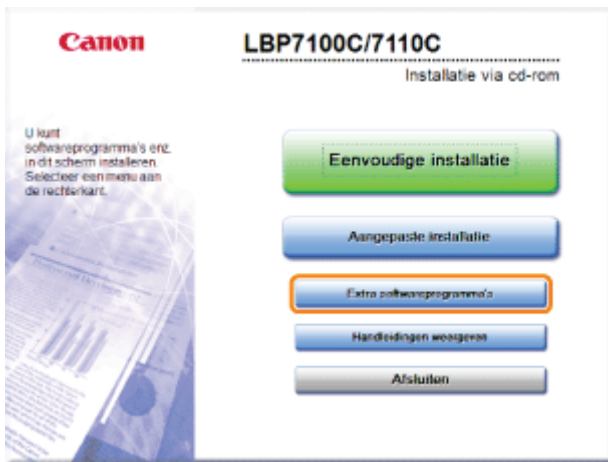 Canon
LBP7100C/7110C
Installatie via cd-rom
U kunt
softwareprogramma's enz.
in dit scherm installeren.
Selecteer een menu aan
de rechterkant.
Eenvoudige installatie
Aangepaste installatie
Extra softwareprogramma's
Handleidingen weergeven
Afsluiten